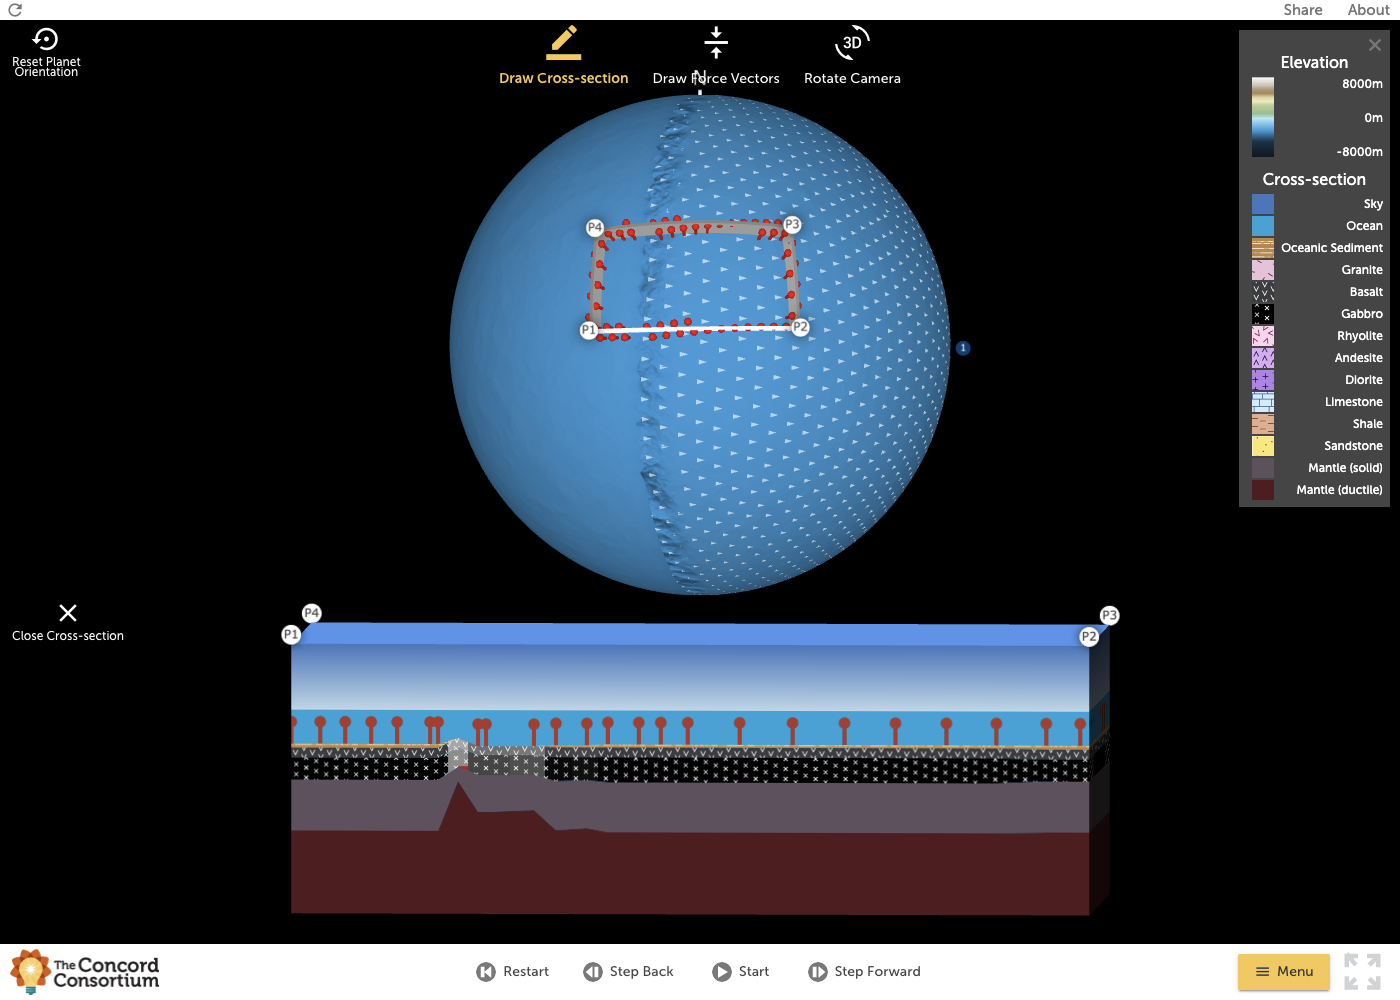 Share About
Reset Planet
Orientation
Draw Cross-section
Draw Force Vectors
3D
Rotate Camera
N
Elevation
8000m
0m
-8000m
Cross-section
Sky
Ocean
Oceanic Sediment
Granite
Basalt
Gabbro
Rhyolite
Andesite
Diorite
Limestone
Shale
Sandstone
Mantle (solid)
Mantle (ductile)
P4
P3
P1
P2
1
Close Cross-section
P4
P3
P1
P2
The Concord
Consortium
Restart
Step Back
Start
Step Forward
Menu